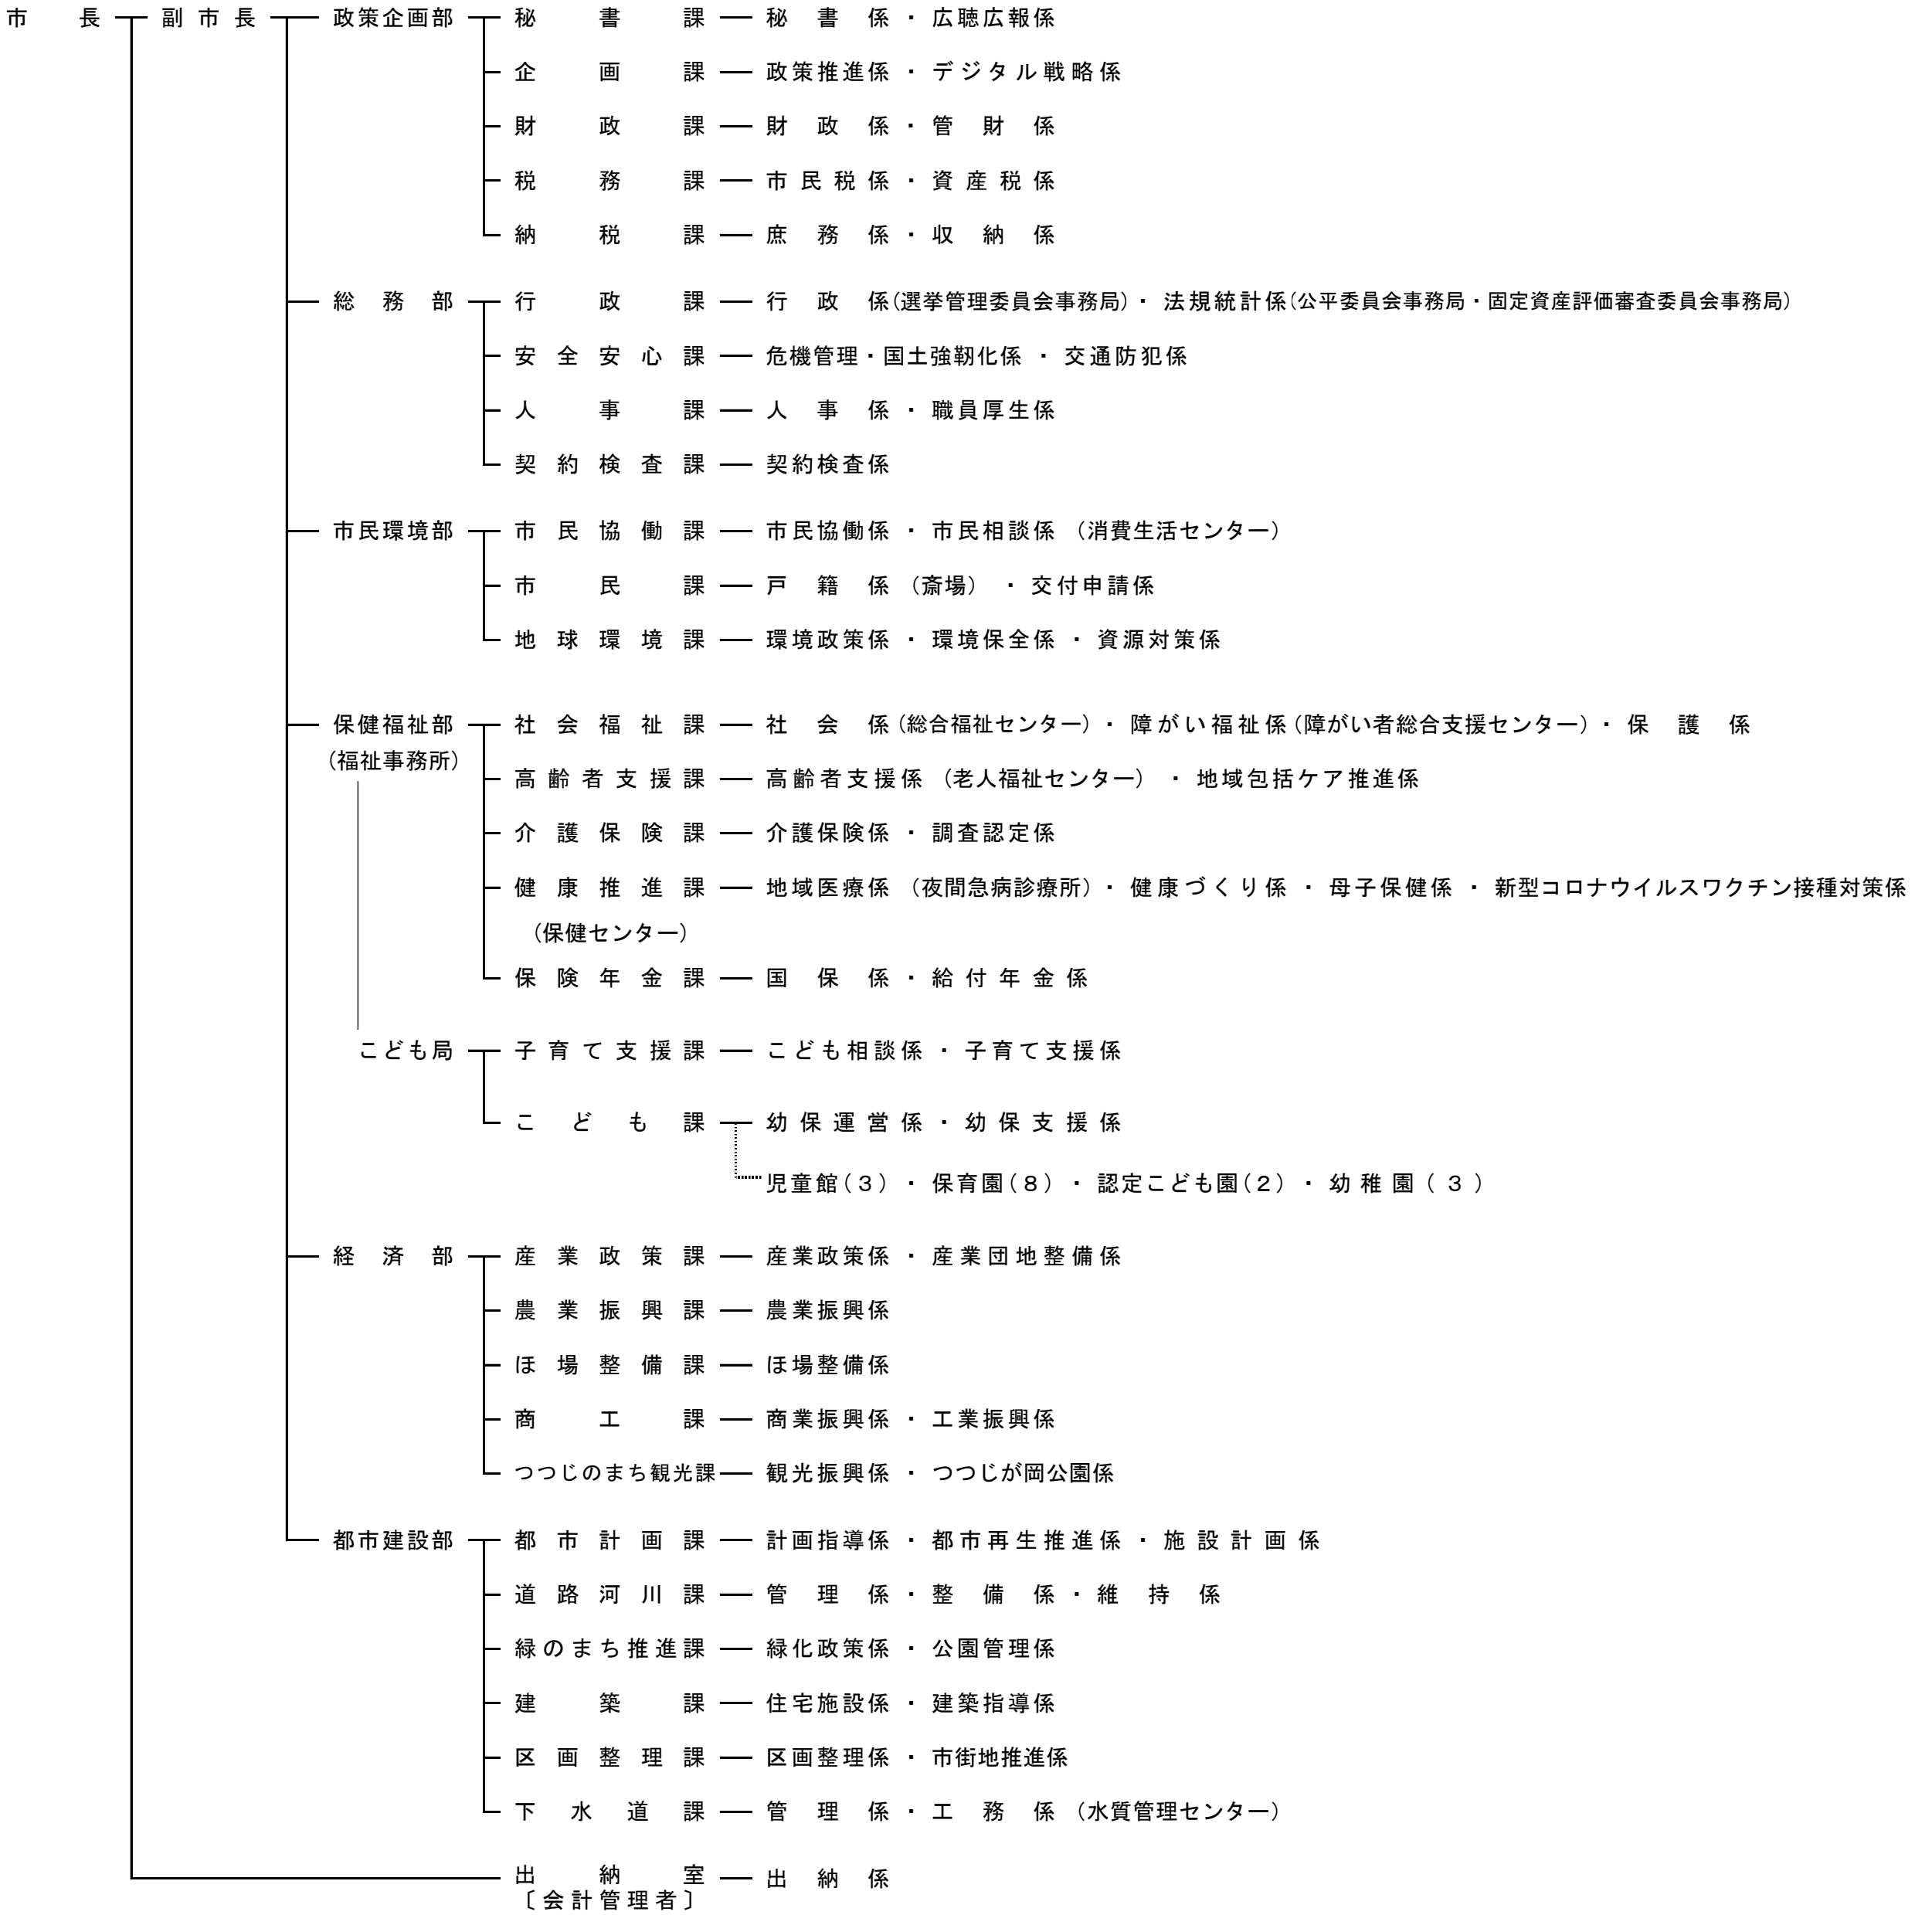 市長 副市長 政策企画部 秘書課 秘書係・広聴広報係
企画課 政策推進係・デジタル戦略係
財政課 財政係・管財係
税務課 市民税係・資産税係
納税課 庶務係・収納係
総務部 行政課 行政係(選挙管理委員会事務局)・法規統計係(公平委員会事務局・固定資産評価審査委員会事務局)
安全安心課 危機管理・国土強靭化係・交通防犯係
人事課 人事係・職員厚生係
契約検査課 契約検査係
市民環境部 市民協働課 市民協働係・市民相談係(消費生活センター)
市民課 戸籍係(斎場)・交付申請係
地球環境課 環境政策係・環境保全係・資源対策係
保健福祉部 社会福祉課 社会係(総合福祉センター)・障がい福祉係(障がい者総合支援センター)・保護係
(福祉事務所)
高齢者支援課 高齢者支援係(老人福祉センター)・地域包括ケア推進係
介護保険課 介護保険係・調査認定係
健康推進課 地域医療係(夜間急病診療所)・健康づくり係・母子保健係・新型コロナウイルスワクチン接種対策係
(保健センター)
保険年金課 国保係・給付年金係
こども局 子育て支援課 こども相談係・子育て支援係
こども課 幼保運営係・幼保支援係
児童館(3)・保育園(8)・認定こども園(2)・幼稚園(3)
経済部 産業政策課 産業政策係・産業団地整備係
農業振興課 農業振興係
ほ場整備課 ほ場整備係
商工課 商業振興係・工業振興係
つつじのまち観光課 観光振興係・つつじが岡公園係
都市建設部 都市計画課 計画指導係・都市再生推進係・施設計画係
道路河川課 管理係・整備係・維持係
緑のまち推進課 緑化政策係・公園管理係
建築課 住宅施設係・建築指導係
区画整理課 区画整理係・市街地推進係
下水道課 管理係・工務係(水質管理センター)
出納室 出納係
〔会計管理者〕